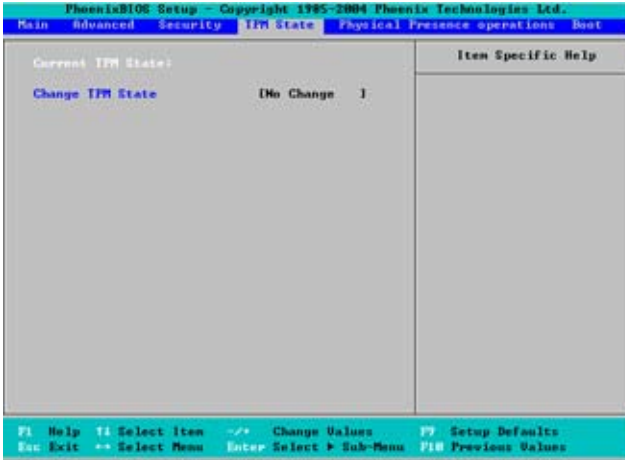 PhoenixBIOS Setup - Copyright 1985-2004 Phoenix Technologies Ltd.
Main Advanced Security TPM State Physical Presence operations Boot
Current TPM State:
Change TPM State [No Change ]
Item Specific Help
F1 Help ↑↓ Select Item -/+ Change Values F9 Setup Defaults
Esc Exit ↔ Select Menu Enter Select ▶ Sub-Menu F10 Previous Values